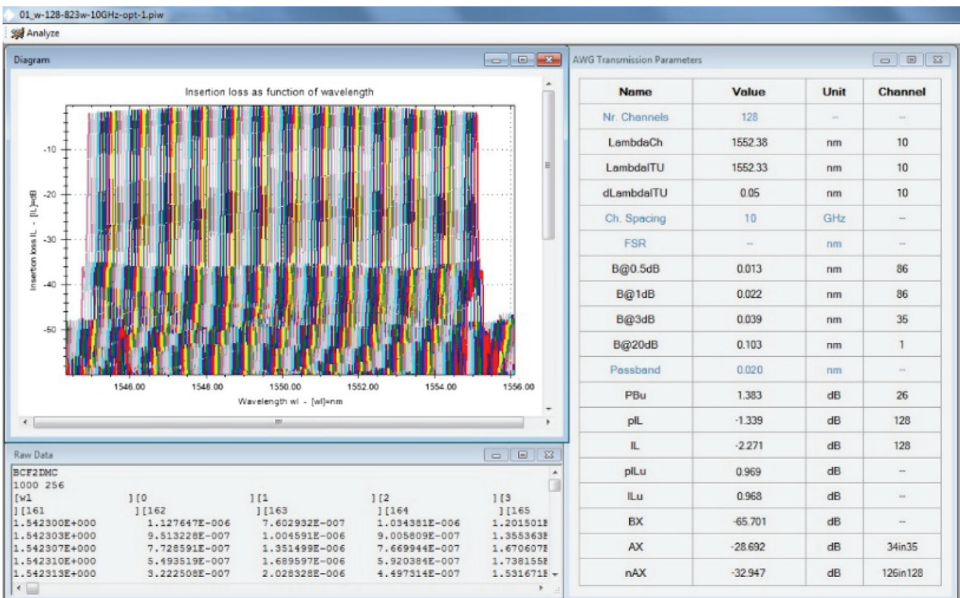 01_w-128-823w-10GHz-opt-1.piw
Analyze
Diagram
Insertion loss as function of wavelength
Insertion loss IL - [IL]=dB
-10
-20
-30
-40
-50
1546.00 1548.00 1550.00 1552.00 1554.00 1556.00
Wavelength wl - [wl]=nm
Raw Data
BCF2DMC
1000 256
[wl ][0 ][1 ][2 ][3
][161 ][162 ][163 ][164 ][165
1.542300E+000 1.127647E-006 7.602932E-007 1.034381E-006 1.201501E
1.542303E+000 9.513228E-007 1.004591E-006 9.005809E-007 1.355363E
1.542307E+000 7.728591E-007 1.351499E-006 7.669944E-007 1.670607E
1.542310E+000 5.493519E-007 1.689597E-006 5.920384E-007 1.738155E
1.542313E+000 3.222508E-007 2.028328E-006 4.497314E-007 1.531671E
AWG Transmission Parameters
Name Value Unit Channel
Nr. Channels 128 -- --
LambdaCh 1552.38 nm 10
LambdaITU 1552.33 nm 10
dLambdaITU 0.05 nm 10
Ch. Spacing 10 GHz --
FSR -- nm --
B@0.5dB 0.013 nm 86
B@1dB 0.022 nm 86
B@3dB 0.039 nm 35
B@20dB 0.103 nm 1
Passband 0.020 nm --
PBu 1.383 dB 26
pIL -1.339 dB 128
IL -2.271 dB 128
pILu 0.969 dB --
ILu 0.968 dB --
BX -65.701 dB --
AX -28.692 dB 34in35
nAX -32.947 dB 126in128